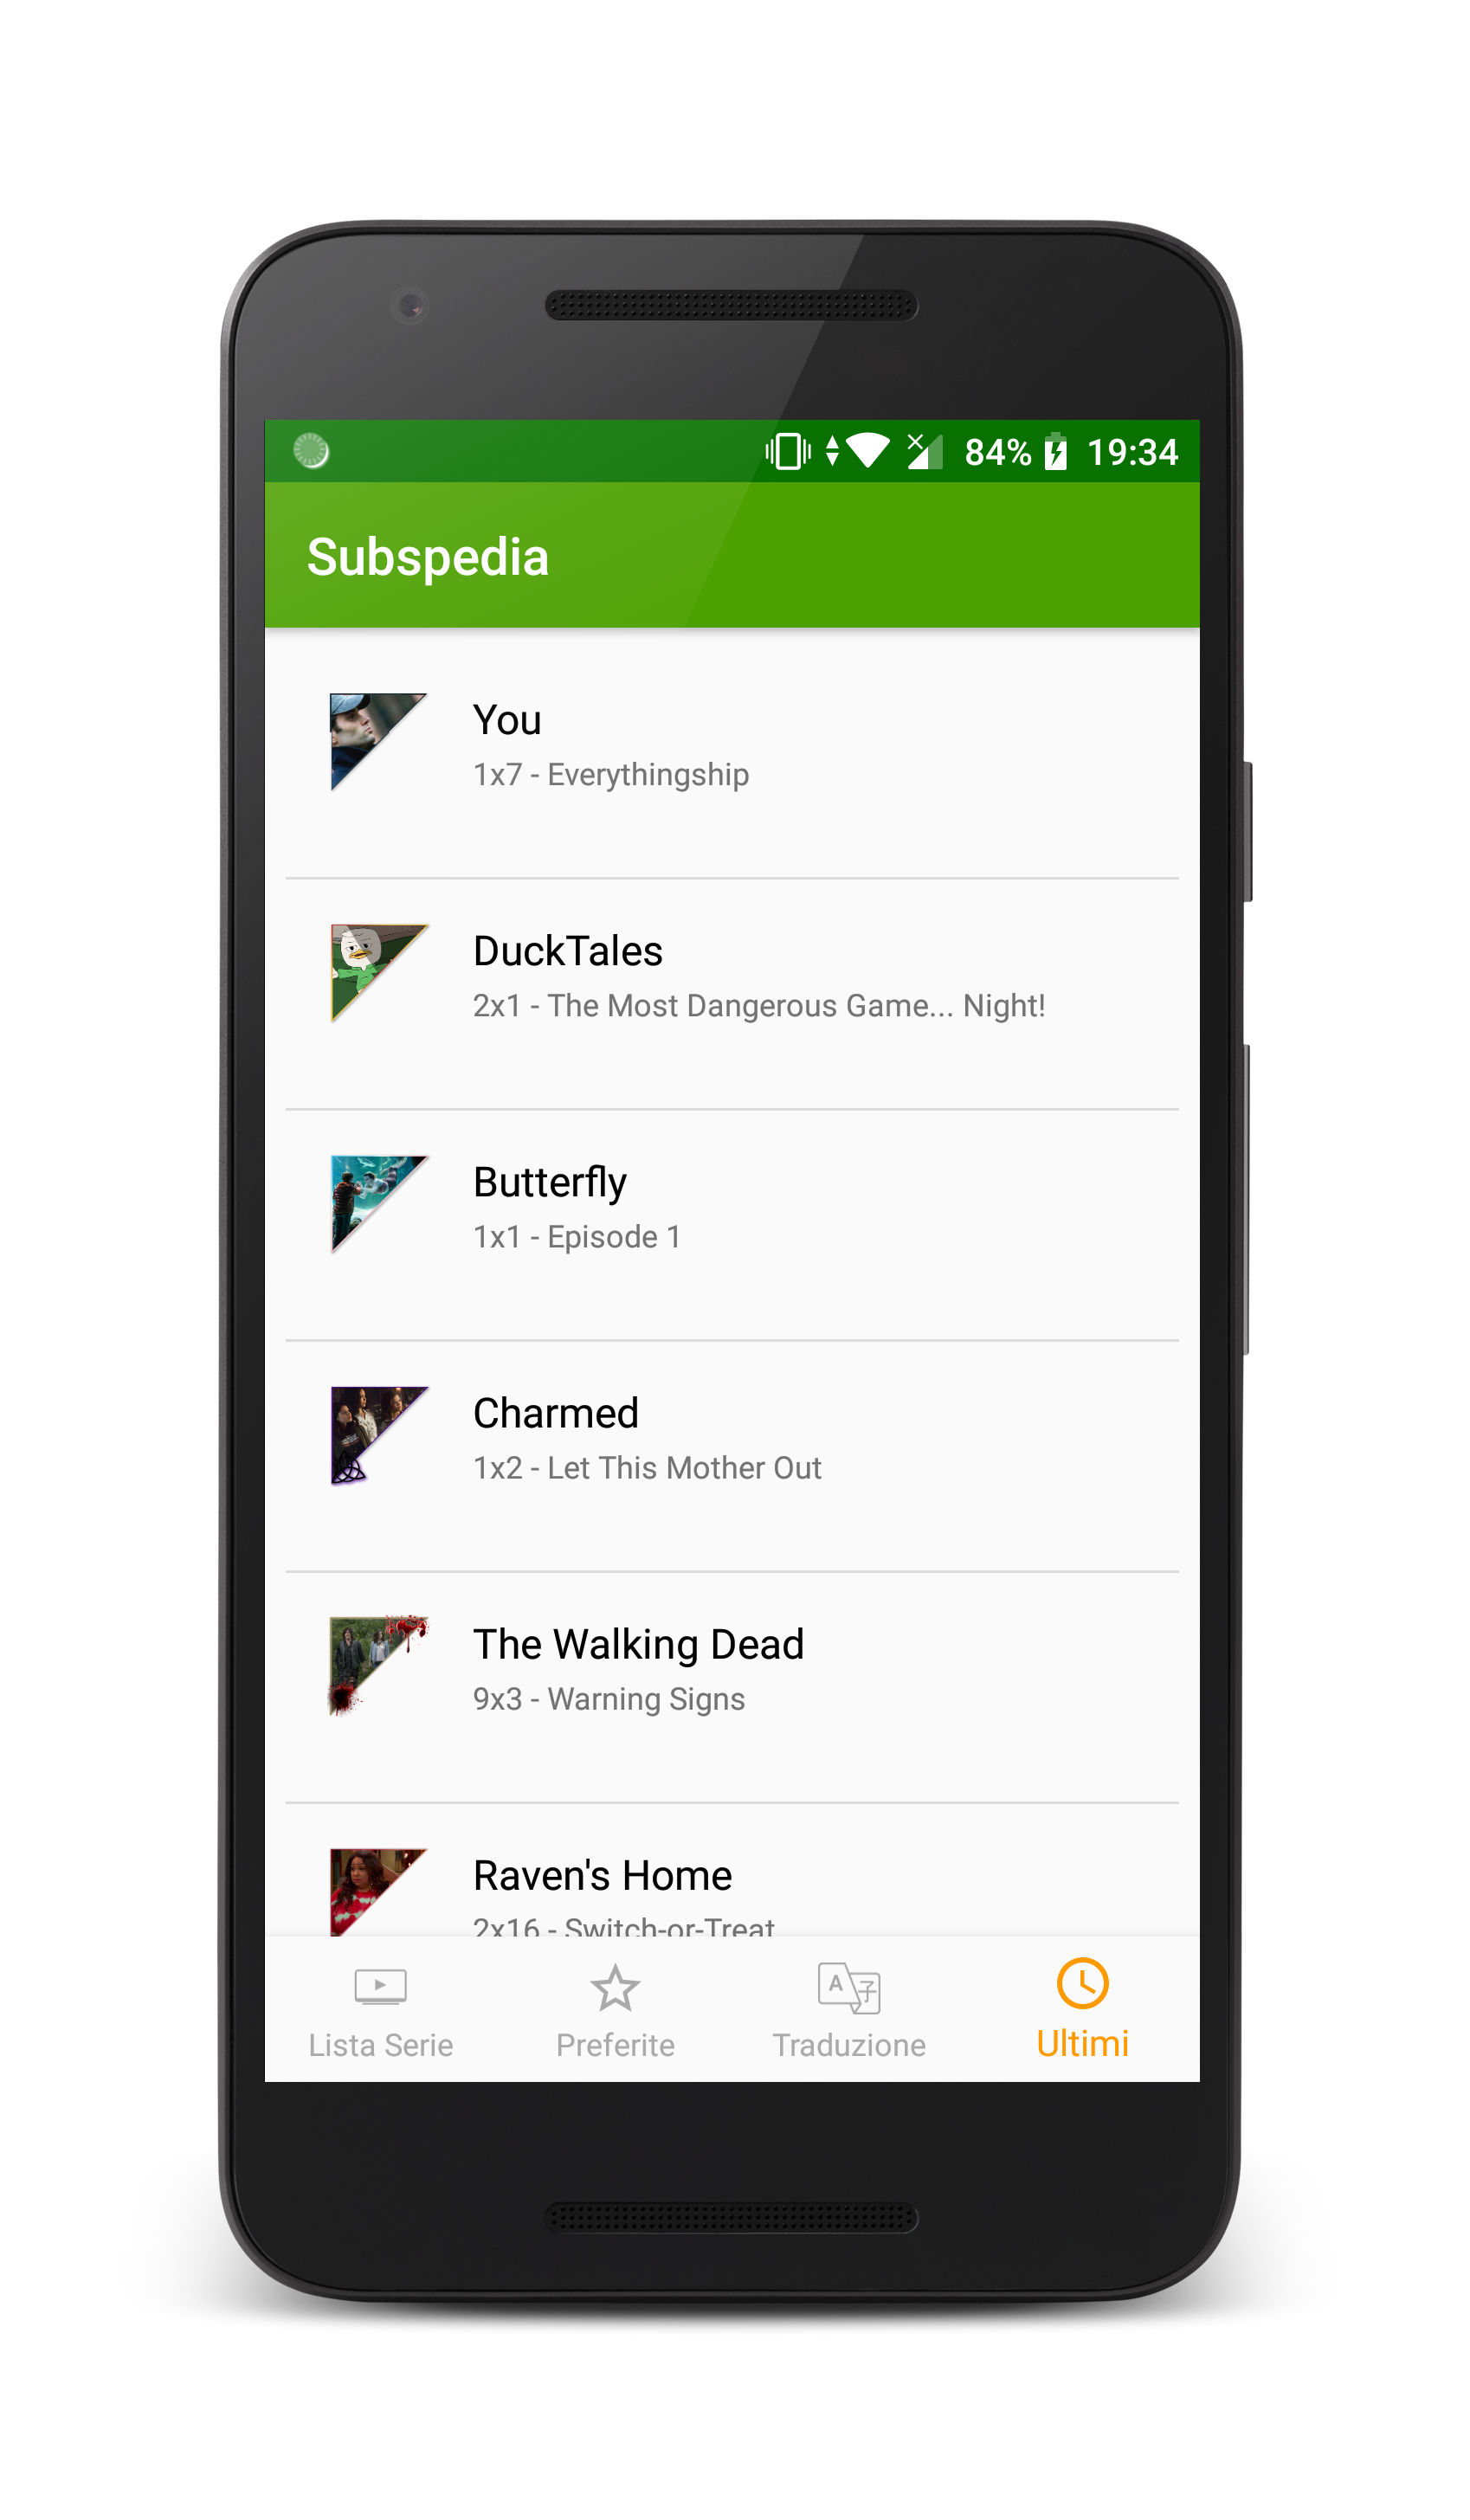 84% 19:34
Subspedia
You
1x7 - Everythingship
DuckTales
2x1 - The Most Dangerous Game... Night!
Butterfly
1x1 - Episode 1
Charmed
1x2 - Let This Mother Out
The Walking Dead
9x3 - Warning Signs
Raven's Home
2x16 - Switch-or-Treat
Lista Serie
Preferite
Traduzione
Ultimi